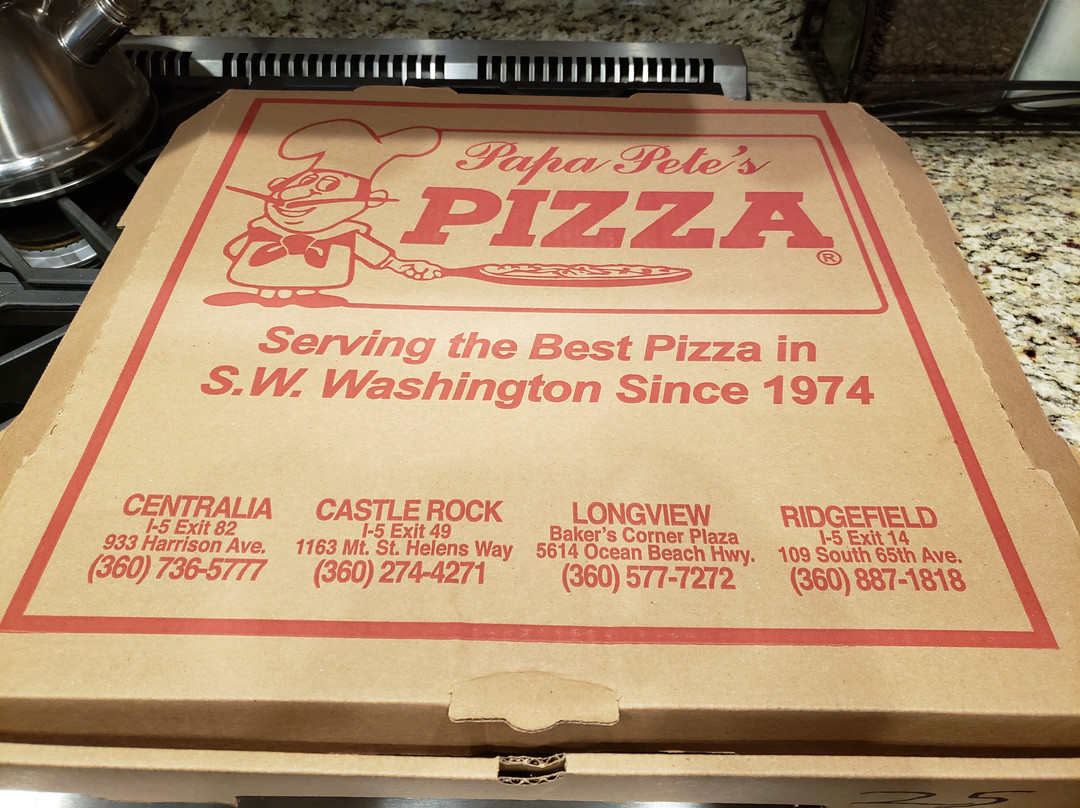 Papa Pete's
PIZZA®
Serving the Best Pizza in
S.W. Washington Since 1974
CENTRALIA
I-5 Exit 82
933 Harrison Ave.
(360) 736-5777
CASTLE ROCK
I-5 Exit 49
1163 Mt. St. Helens Way
(360) 274-4271
LONGVIEW
Baker's Corner Plaza
5614 Ocean Beach Hwy.
(360) 577-7272
RIDGEFIELD
I-5 Exit 14
109 South 65th Ave.
(360) 887-1818